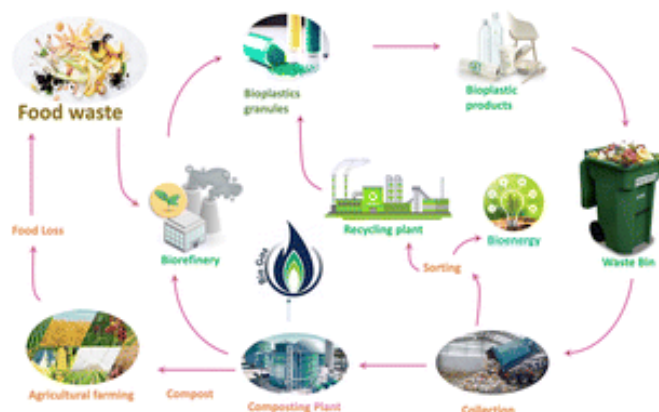 Food waste
Bioplastics
granules
Bioplastic
products
Food Loss
Biorefinery
Recycling plant
Bioenergy
Waste Bin
Sorting
Bio Gas
Agricultural farming
Compost
Composting Plant
Collection